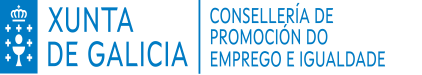 XUNTA
DE GALICIA
CONSELLERÍA DE
PROMOCIÓN DO
EMPREGO E IGUALDADE